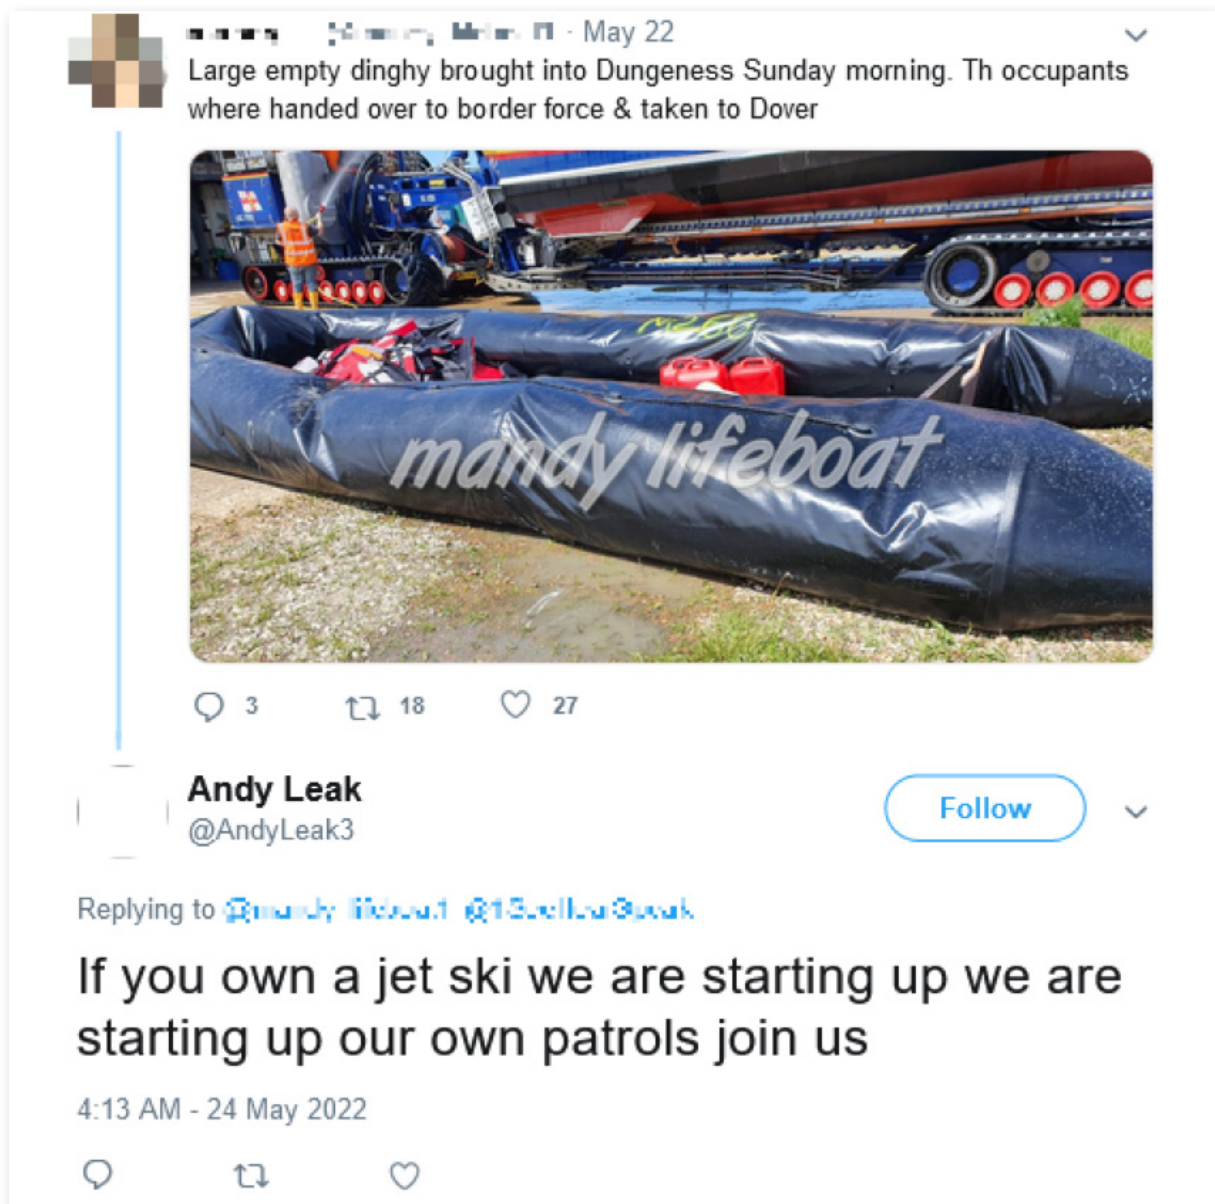 · May 22
Large empty dinghy brought into Dungeness Sunday morning. Th occupants
where handed over to border force & taken to Dover
M266
mandy lifeboat
3 18 27
Andy Leak
@AndyLeak3
Follow
Replying to
If you own a jet ski we are starting up we are
starting up our own patrols join us
4:13 AM - 24 May 2022